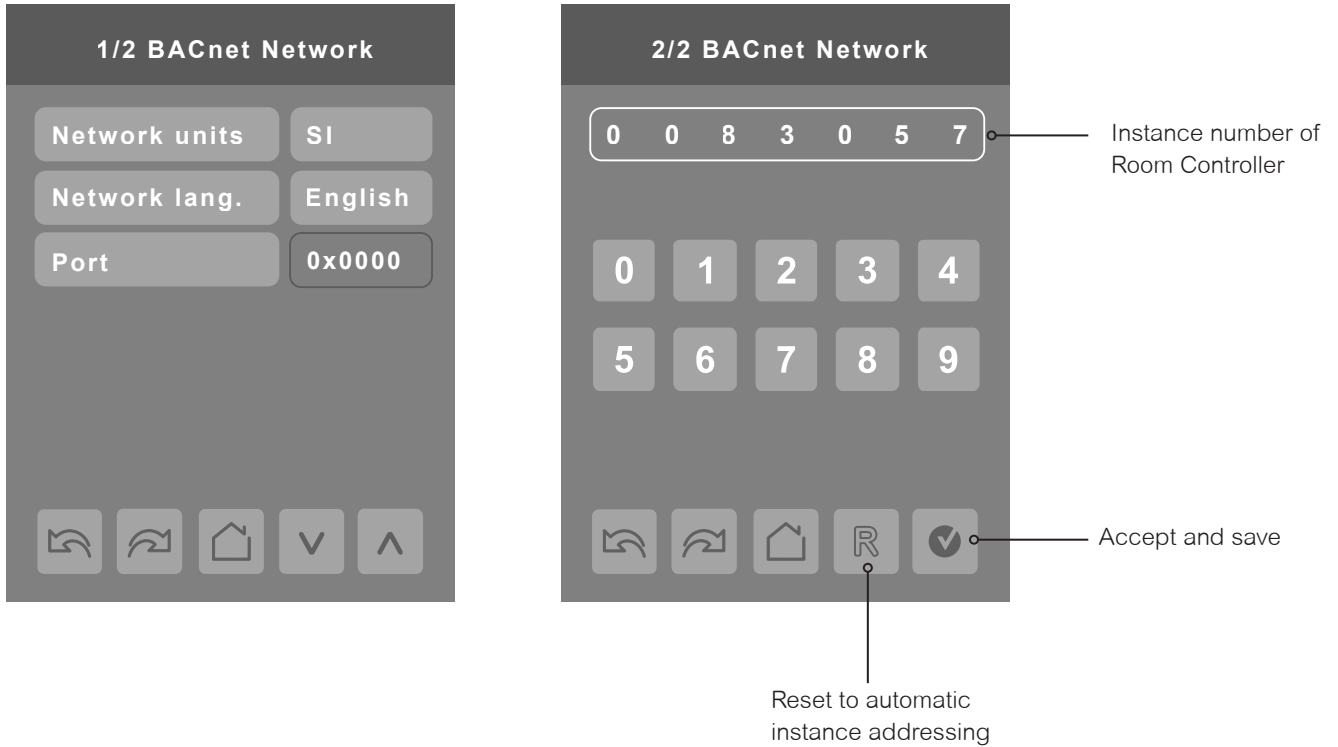 1/2 BACnet Network
Network units SI
Network lang. English
Port 0x0000
2/2 BACnet Network
0 0 8 3 0 5 7
Instance number of
Room Controller
0 1 2 3 4
5 6 7 8 9
R
Accept and save
Reset to automatic
instance addressing